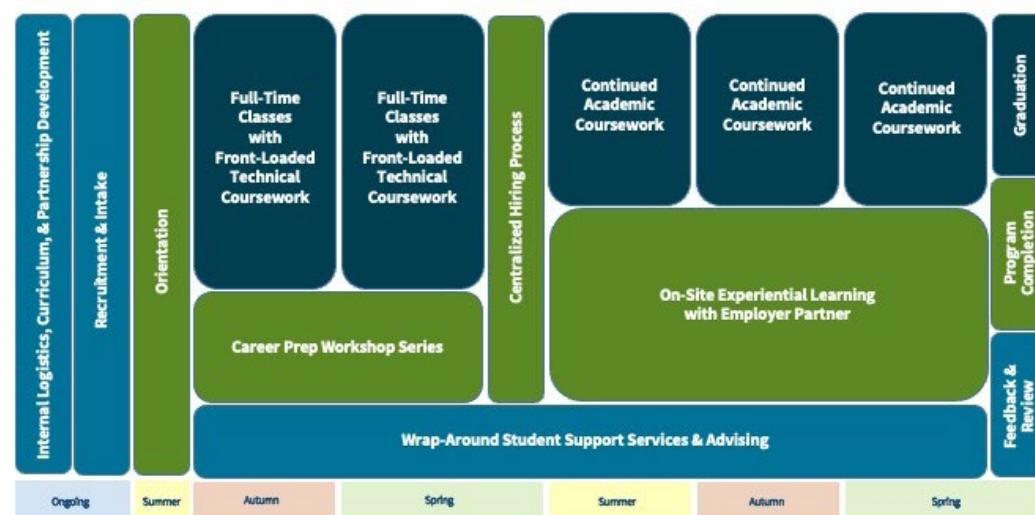 Internal Logistics, Curriculum, & Partnership Development
Recruitment & Intake
Orientation
Full-Time
Classes
with
Front-Loaded
Technical
Coursework
Full-Time
Classes
with
Front-Loaded
Technical
Coursework
Career Prep Workshop Series
Centralized Hiring Process
Continued
Academic
Coursework
Continued
Academic
Coursework
Continued
Academic
Coursework
On-Site Experiential Learning
with Employer Partner
Wrap-Around Student Support Services & Advising
Graduation
Program
Completion
Feedback &
Review
Ongoing
Summer
Autumn
Spring
Summer
Autumn
Spring